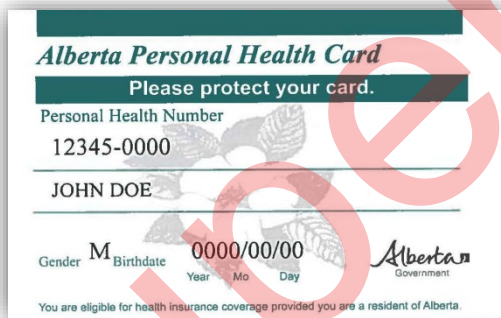 Alberta Personal Health Card
Please protect your card.
Personal Health Number
12345-0000
JOHN DOE
Gender M Birthdate 0000/00/00
Year Mo Day
Alberta
Government
You are eligible for health insurance coverage provided you are a resident of Alberta.